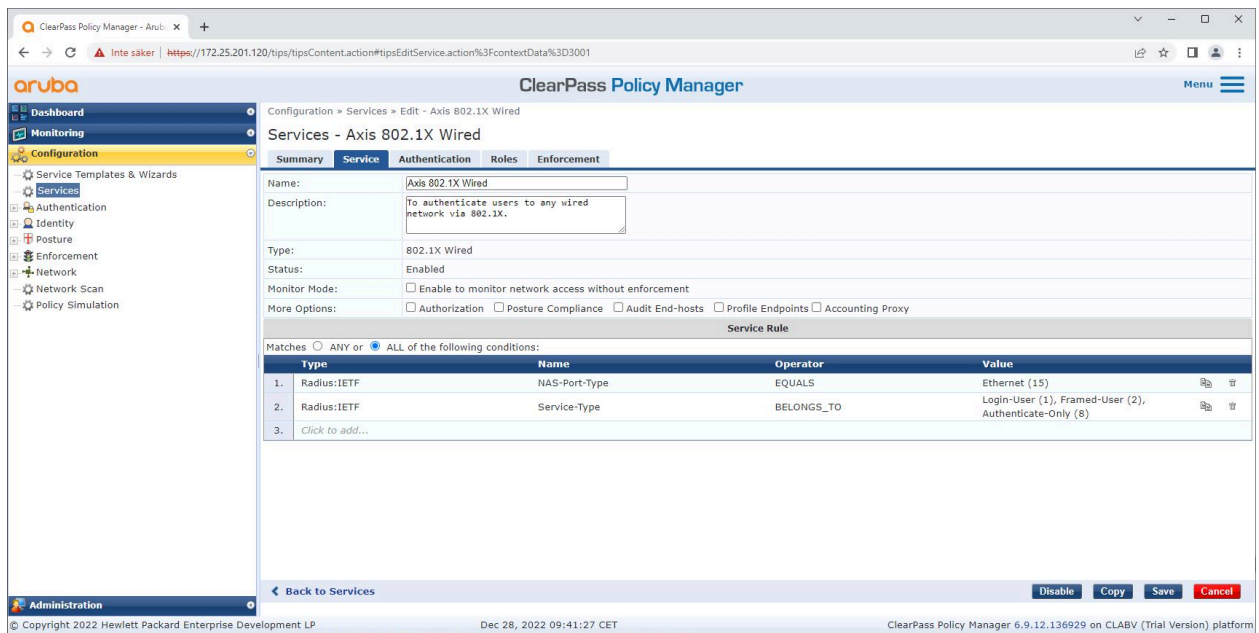 ClearPass Policy Manager - Arub
Inte säker | https://172.25.201.120/tips/tipsContent.action#tipsEditService.action%3FcontextData%3D3001
aruba
ClearPass Policy Manager
Menu
Dashboard
Monitoring
Configuration
Service Templates & Wizards
Services
Authentication
Identity
Posture
Enforcement
Network
Network Scan
Policy Simulation
Administration
Configuration » Services » Edit - Axis 802.1X Wired
Services - Axis 802.1X Wired
Summary Service Authentication Roles Enforcement
Name: Axis 802.1X Wired
Description: To authenticate users to any wired
network via 802.1X.
Type: 802.1X Wired
Status: Enabled
Monitor Mode: Enable to monitor network access without enforcement
More Options: Authorization Posture Compliance Audit End-hosts Profile Endpoints Accounting Proxy
Service Rule
Matches ANY or ALL of the following conditions:
Type Name Operator Value
1. Radius:IETF NAS-Port-Type EQUALS Ethernet (15)
2. Radius:IETF Service-Type BELONGS_TO Login-User (1), Framed-User (2),
Authenticate-Only (8)
3. Click to add...
Back to Services
Disable Copy Save Cancel
© Copyright 2022 Hewlett Packard Enterprise Development LP Dec 28, 2022 09:41:27 CET ClearPass Policy Manager 6.9.12.136929 on CLABV (Trial Version) platform